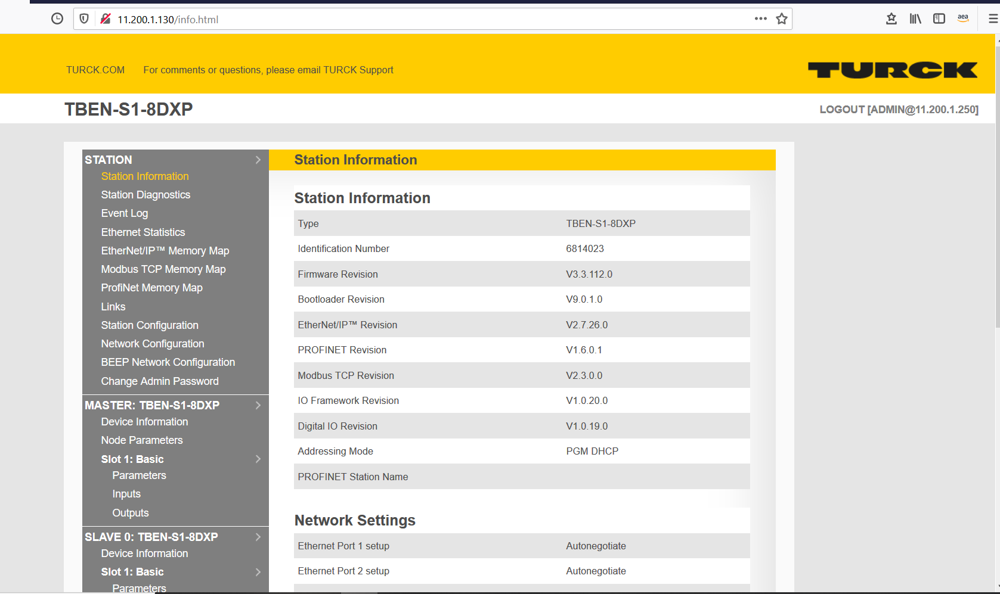 11.200.1.130/info.html
aea
TURCK.COM For comments or questions, please email TURCK Support
TURCK
TBEN-S1-8DXP
LOGOUT [ADMIN@11.200.1.250]
STATION
Station Information
Station Diagnostics
Event Log
Ethernet Statistics
EtherNet/IP™ Memory Map
Modbus TCP Memory Map
ProfiNet Memory Map
Links
Station Configuration
Network Configuration
BEEP Network Configuration
Change Admin Password
MASTER: TBEN-S1-8DXP
Device Information
Node Parameters
Slot 1: Basic
Parameters
Inputs
Outputs
SLAVE 0: TBEN-S1-8DXP
Device Information
Slot 1: Basic
Parameters
Station Information
Station Information
Type TBEN-S1-8DXP
Identification Number 6814023
Firmware Revision V3.3.112.0
Bootloader Revision V9.0.1.0
EtherNet/IP™ Revision V2.7.26.0
PROFINET Revision V1.6.0.1
Modbus TCP Revision V2.3.0.0
IO Framework Revision V1.0.20.0
Digital IO Revision V1.0.19.0
Addressing Mode PGM DHCP
PROFINET Station Name
Network Settings
Ethernet Port 1 setup Autonegotiate
Ethernet Port 2 setup Autonegotiate